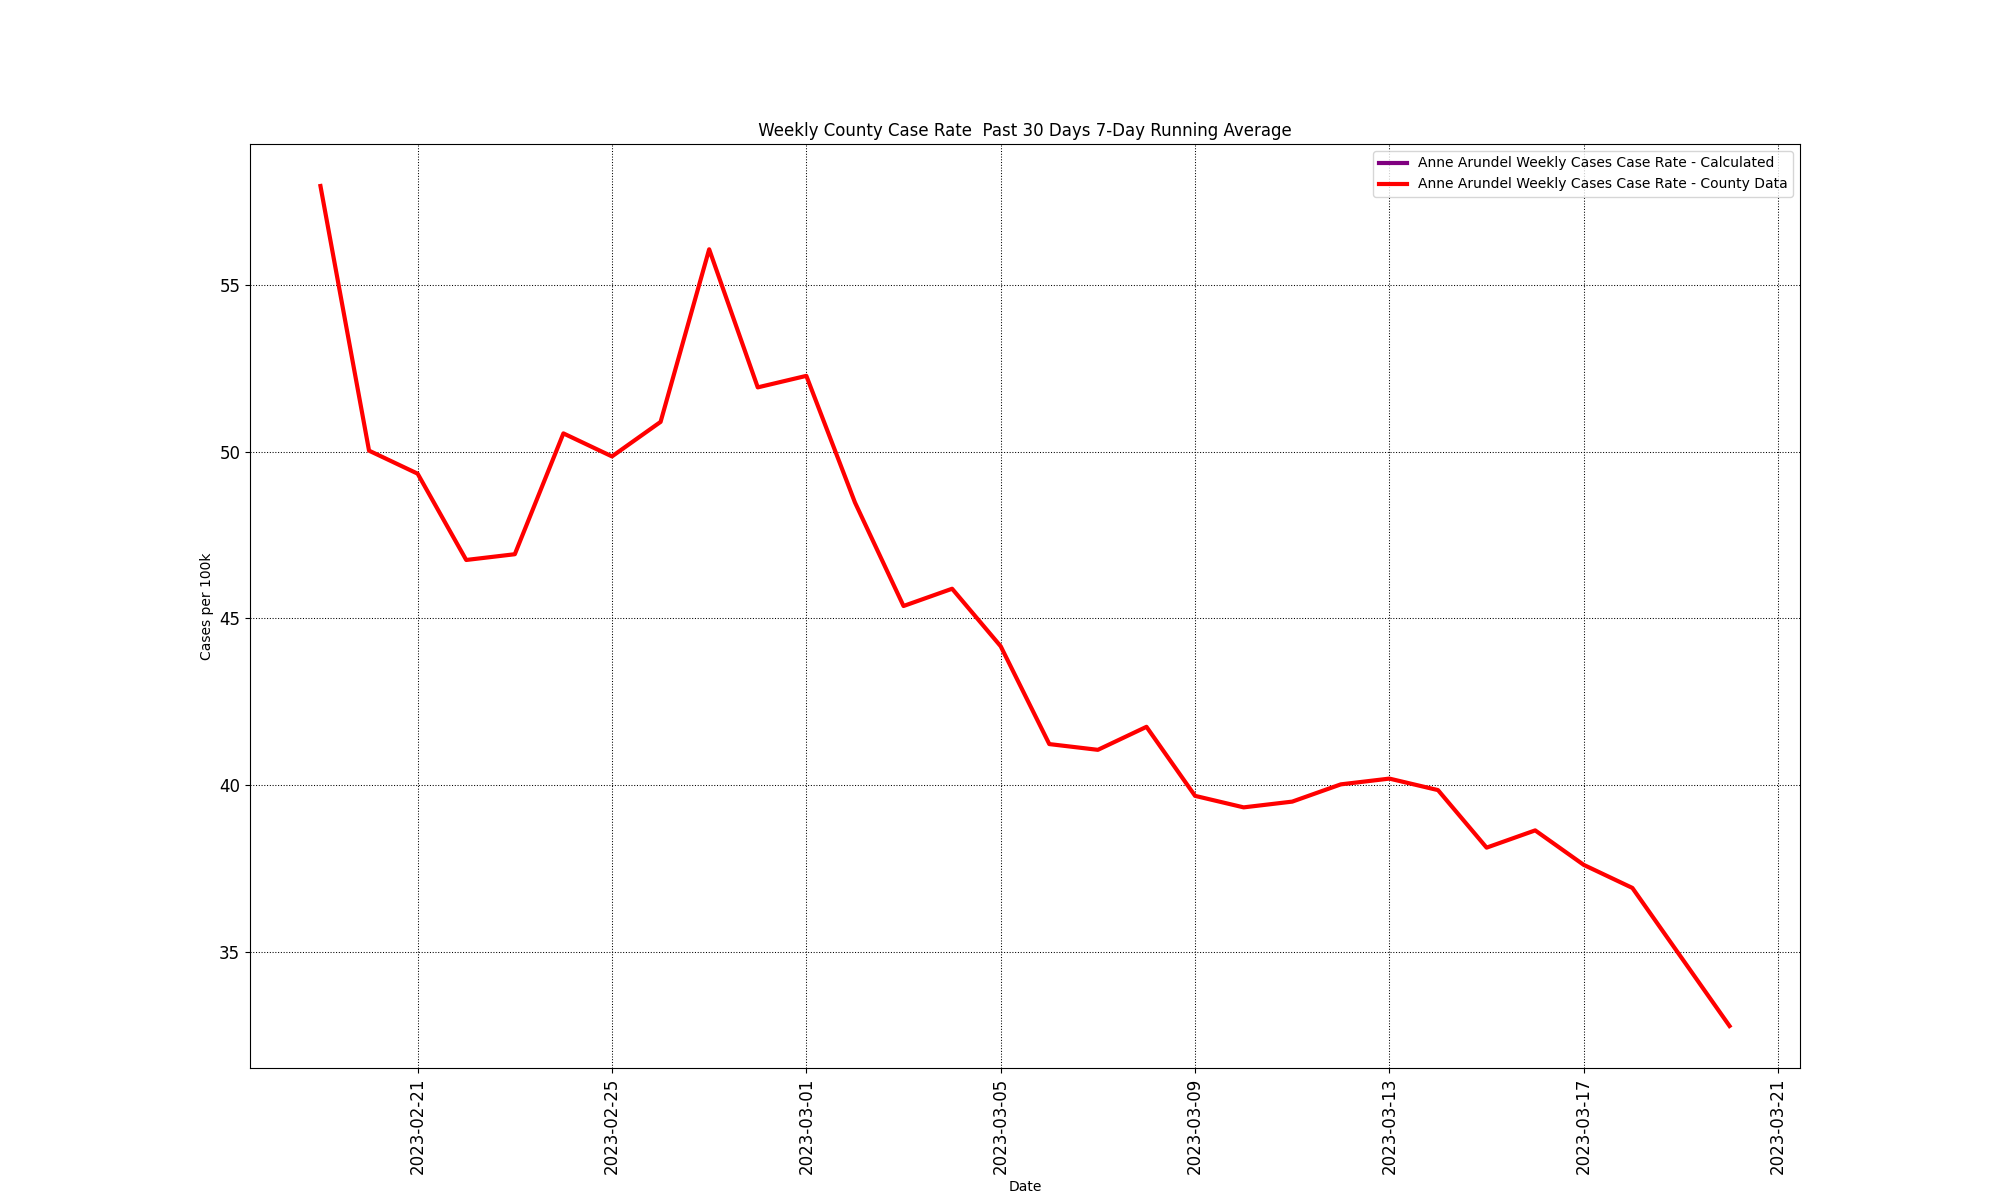 Weekly County Case Rate  Past 30 Days 7-Day Running Average
Anne Arundel Weekly Cases Case Rate - Calculated
Anne Arundel Weekly Cases Case Rate - County Data
Cases per 100k
55
50
45
40
35
2023-02-21
2023-02-25
2023-03-01
2023-03-05
2023-03-09
2023-03-13
2023-03-17
2023-03-21
Date